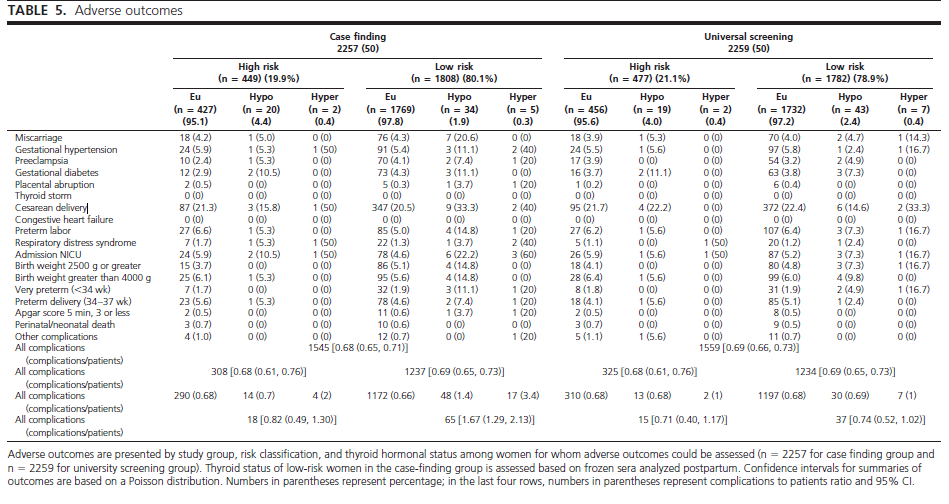 TABLE 5. Adverse outcomes
Case finding Universal screening
2257 (50) 2259 (50)
High risk Low risk High risk Low risk
(n = 449) (19.9%) (n = 1808) (80.1%) (n = 477) (21.1%) (n = 1782) (78.9%)
Eu Hypo Hyper Eu Hypo Hyper Eu Hypo Hyper Eu Hypo Hyper
(n = 427) (n = 20) (n = 2) (n = 1769) (n = 34) (n = 5) (n = 456) (n = 19) (n = 2) (n = 1732) (n = 43) (n = 7)
(95.1) (4.4) (0.4) (97.8) (1.9) (0.3) (95.6) (4.0) (0.4) (97.2) (2.4) (0.4)
Miscarriage 18 (4.2) 1 (5.0) 0 (0) 76 (4.3) 7 (20.6) 0 (0) 18 (3.9) 1 (5.3) 0 (0) 70 (4.0) 2 (4.7) 1 (14.3)
Gestational hypertension 24 (5.9) 1 (5.3) 1 (50) 91 (5.4) 3 (11.1) 2 (40) 24 (5.5) 1 (5.6) 0 (0) 97 (5.8) 1 (2.4) 1 (16.7)
Preeclampsia 10 (2.4) 1 (5.3) 0 (0) 70 (4.1) 2 (7.4) 1 (20) 17 (3.9) 0 (0) 0 (0) 54 (3.2) 2 (4.9) 0 (0)
Gestational diabetes 12 (2.9) 2 (10.5) 0 (0) 73 (4.3) 3 (11.1) 0 (0) 16 (3.7) 2 (11.1) 0 (0) 63 (3.8) 3 (7.3) 0 (0)
Placental abruption 2 (0.5) 0 (0) 0 (0) 5 (0.3) 1 (3.7) 1 (20) 1 (0.2) 0 (0) 0 (0) 6 (0.4) 0 (0) 0 (0)
Thyroid storm 0 (0) 0 (0) 0 (0) 0 (0) 0 (0) 0 (0) 0 (0) 0 (0) 0 (0) 0 (0) 0 (0) 0 (0)
Cesarean delivery 87 (21.3) 3 (15.8) 1 (50) 347 (20.5) 9 (33.3) 2 (40) 95 (21.7) 4 (22.2) 0 (0) 372 (22.4) 6 (14.6) 2 (33.3)
Congestive heart failure 0 (0) 0 (0) 0 (0) 0 (0) 0 (0) 0 (0) 0 (0) 0 (0) 0 (0) 0 (0) 0 (0) 0 (0)
Preterm labor 27 (6.6) 1 (5.3) 0 (0) 85 (5.0) 4 (14.8) 1 (20) 27 (6.2) 1 (5.6) 0 (0) 107 (6.4) 3 (7.3) 1 (16.7)
Respiratory distress syndrome 7 (1.7) 1 (5.3) 1 (50) 22 (1.3) 1 (3.7) 2 (40) 5 (1.1) 0 (0) 1 (50) 20 (1.2) 1 (2.4) 0 (0)
Admission NICU 24 (5.9) 2 (10.5) 1 (50) 78 (4.6) 6 (22.2) 3 (60) 26 (5.9) 1 (5.6) 1 (50) 87 (5.2) 3 (7.3) 1 (16.7)
Birth weight 2500 g or greater 15 (3.7) 0 (0) 0 (0) 86 (5.1) 4 (14.8) 0 (0) 18 (4.1) 0 (0) 0 (0) 80 (4.8) 3 (7.3) 1 (16.7)
Birth weight greater than 4000 g 25 (6.1) 1 (5.3) 0 (0) 95 (5.6) 4 (14.8) 0 (0) 28 (6.4) 1 (5.6) 0 (0) 99 (6.0) 4 (9.8) 0 (0)
Very preterm (<34 wk) 7 (1.7) 0 (0) 0 (0) 32 (1.9) 3 (11.1) 1 (20) 8 (1.8) 0 (0) 0 (0) 31 (1.9) 2 (4.9) 1 (16.7)
Preterm delivery (34–37 wk) 23 (5.6) 1 (5.3) 0 (0) 78 (4.6) 2 (7.4) 1 (20) 18 (4.1) 1 (5.6) 0 (0) 85 (5.1) 1 (2.4) 0 (0)
Apgar score 5 min, 3 or less 2 (0.5) 0 (0) 0 (0) 11 (0.6) 1 (3.7) 1 (20) 2 (0.5) 0 (0) 0 (0) 8 (0.5) 0 (0) 0 (0)
Perinatal/neonatal death 3 (0.7) 0 (0) 0 (0) 10 (0.6) 0 (0) 0 (0) 3 (0.7) 0 (0) 0 (0) 9 (0.5) 0 (0) 0 (0)
Other complications 4 (1.0) 0 (0) 0 (0) 12 (0.7) 0 (0) 1 (20) 5 (1.1) 1 (5.6) 0 (0) 11 (0.7) 0 (0) 0 (0)
All complications 1545 [0.68 (0.65, 0.71)] 1559 [0.69 (0.66, 0.73)]
(complications/patients)
All complications 308 [0.68 (0.61, 0.76)] 1237 [0.69 (0.65, 0.73)] 325 [0.68 (0.61, 0.76)] 1234 [0.69 (0.65, 0.73)]
(complications/patients)
All complications 290 (0.68) 14 (0.7) 4 (2) 1172 (0.66) 48 (1.4) 17 (3.4) 310 (0.68) 13 (0.68) 2 (1) 1197 (0.68) 30 (0.69) 7 (1)
(complications/patients)
All complications 18 [0.82 (0.49, 1.30)] 65 [1.67 (1.29, 2.13)] 15 [0.71 (0.40, 1.17)] 37 [0.74 (0.52, 1.02)]
(complications/patients)
Adverse outcomes are presented by study group, risk classification, and thyroid hormonal status among women for whom adverse outcomes could be assessed (n = 2257 for case finding group and
n = 2259 for university screening group). Thyroid status of low-risk women in the case-finding group is assessed based on frozen sera analyzed postpartum. Confidence intervals for summaries of
outcomes are based on a Poisson distribution. Numbers in parentheses represent percentage; in the last four rows, numbers in parentheses represent complications to patients ratio and 95% CI.